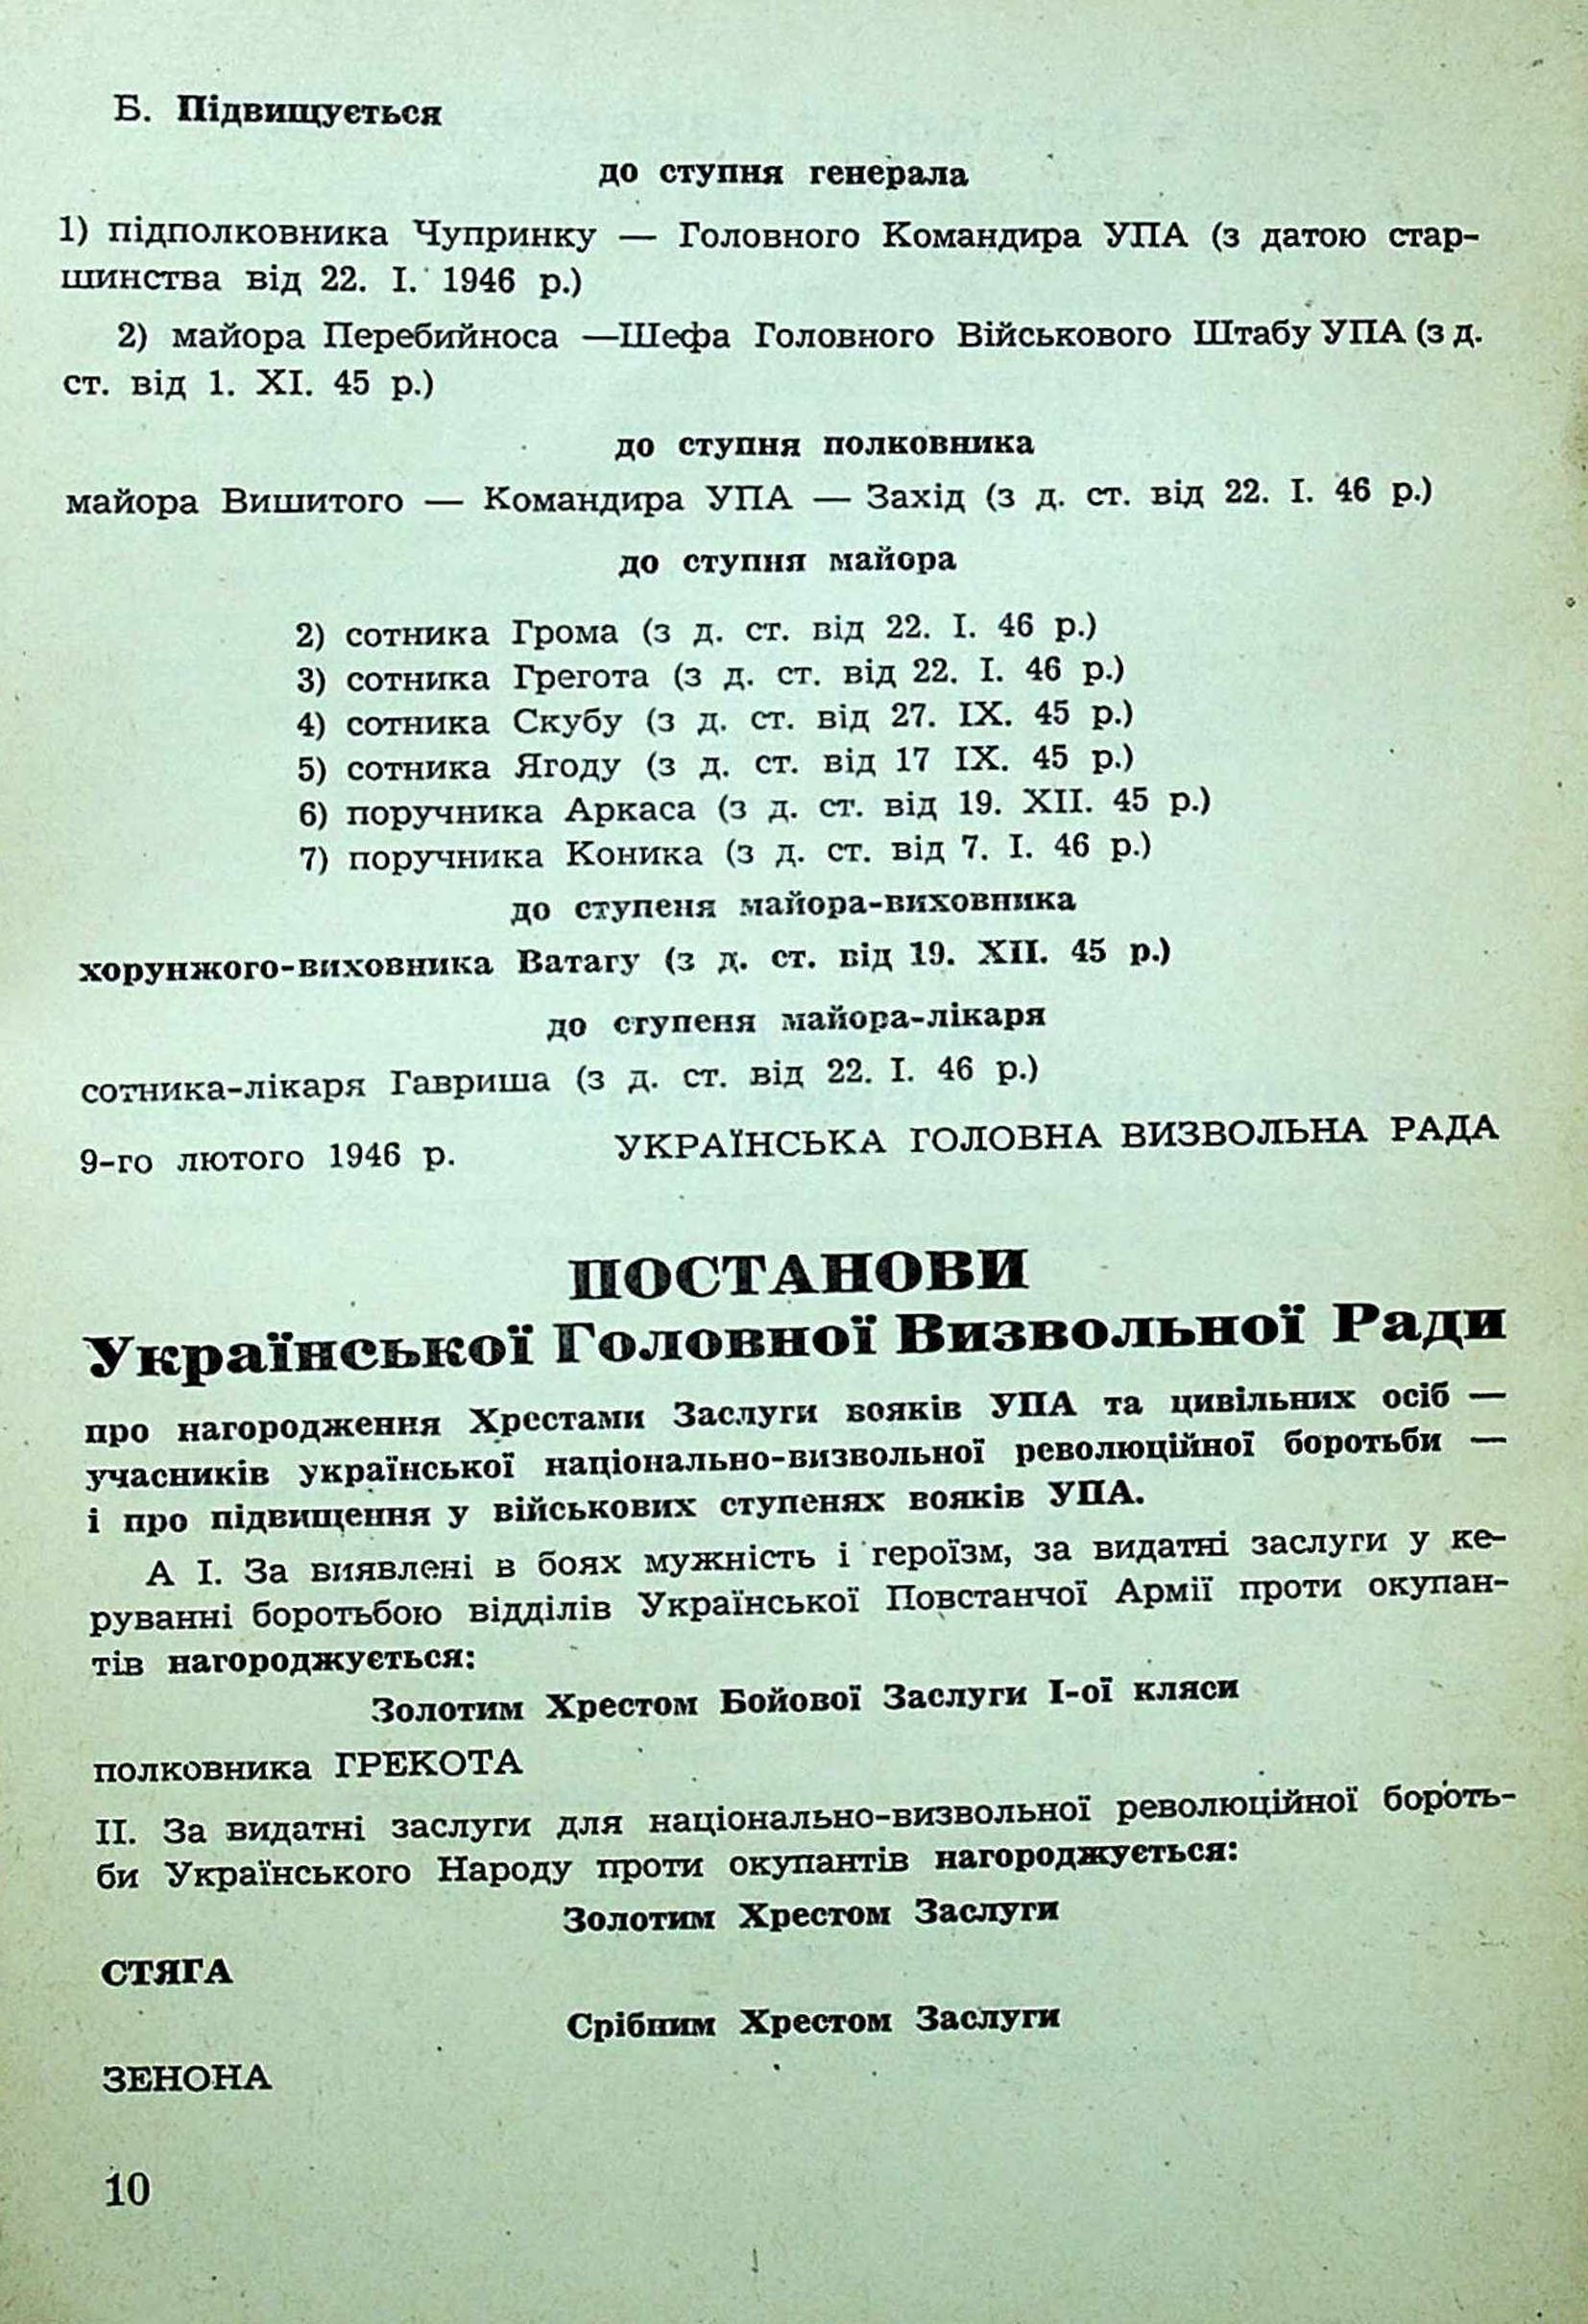 Б. Підвищується
до ступня генерала
1) підполковника Чупринку — Головного Командира УПА (з датою стар-
шинства від 22. І. 1946 р.)
2) майора Перебийноса —Шефа Головного Військового Штабу УПА (з д.
ст. від 1. XI. 45 р.)
до ступня полковника
майора Вишитого — Командира УПА — Захід (з д. ст. від 22. І. 46 р.)
до ступня майора
2) сотника Грома (з д. ст. від 22. І. 46 р.)
3) сотника Грегота (з д. ст. від 22. І. 46 р.)
4) сотника Скубу (з д. ст. від 27. IX. 45 р.)
5) сотника Ягоду (з д. ст. від 17 IX. 45 р.)
6) поручника Аркаса (з д. ст. від 19. XII. 45 р.)
7) поручника Коника (з д. ст. від 7. І. 46 р.)
до ступеня майора-виховника
хорунжого-виховника Ватагу (з д. ст. від 19. XII. 45 р.)
до ступеня майора-лікаря
сотника-лікаря Гавриша (з д. ст. від 22. І. 46 р.)
9-го лютого 1946 р. УКРАЇНСЬКА ГОЛОВНА ВИЗВОЛЬНА РАДА
ПОСТАНОВИ
Української Головної Визвольної Ради
про нагородження Хрестами Заслуги вояків УПА та цивільних осіб —
учасників української національно-визвольної революційної боротьби —
і про підвищення у військових ступенях вояків УПА.
А І. За виявлені в боях мужність і героїзм, за видатні заслуги у ке-
руванні боротьбою відділів Української Повстанчої Армії проти окупан-
тів нагороджується:
Золотим Хрестом Бойової Заслуги І-ої кляси
полковника ГРЕКОТА
ІІ. За видатні заслуги для національно-визвольної революційної бороть-
би Українського Народу проти окупантів нагороджується:
Золотим Хрестом Заслуги
СТЯГА
Срібним Хрестом Заслуги
ЗЕНОНА
10